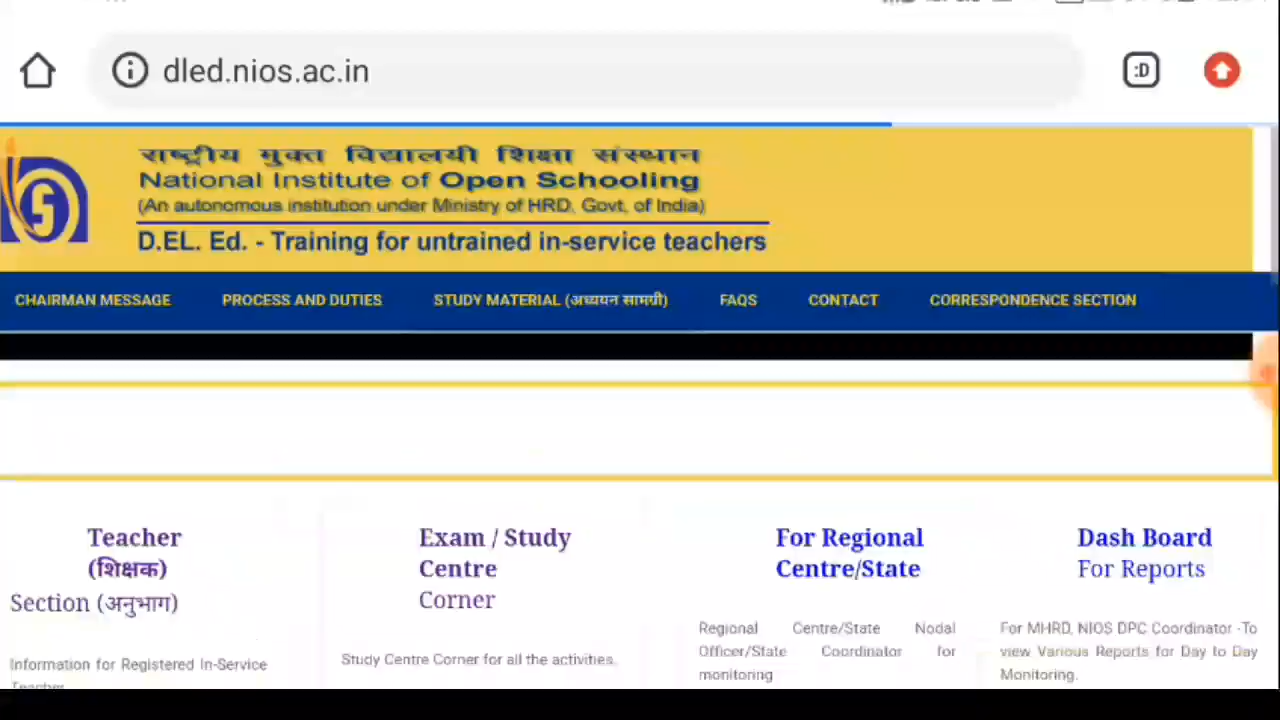 :D
dled.nios.ac.in
राष्ट्रीय मुक्त विद्यालयी शिक्षा संस्थान
National Institute of Open Schooling
(An autonomous institution under Ministry of HRD, Govt. of India)
D.EL. Ed. - Training for untrained in-service teachers
CHAIRMAN MESSAGE PROCESS AND DUTIES STUDY MATERIAL (अध्ययन सामग्री) FAQS CONTACT CORRESPONDENCE SECTION
Teacher
(शिक्षक)
Section (अनुभाग)
Information for Registered In-Service
Teacher
Exam / Study
Centre
Corner
Study Centre Corner for all the activities.
For Regional
Centre/State
Regional Centre/State Nodal
Officer/State Coordinator for
monitoring
Dash Board
For Reports
For MHRD, NIOS DPC Coordinator -To
view Various Reports for Day to Day
Monitoring.